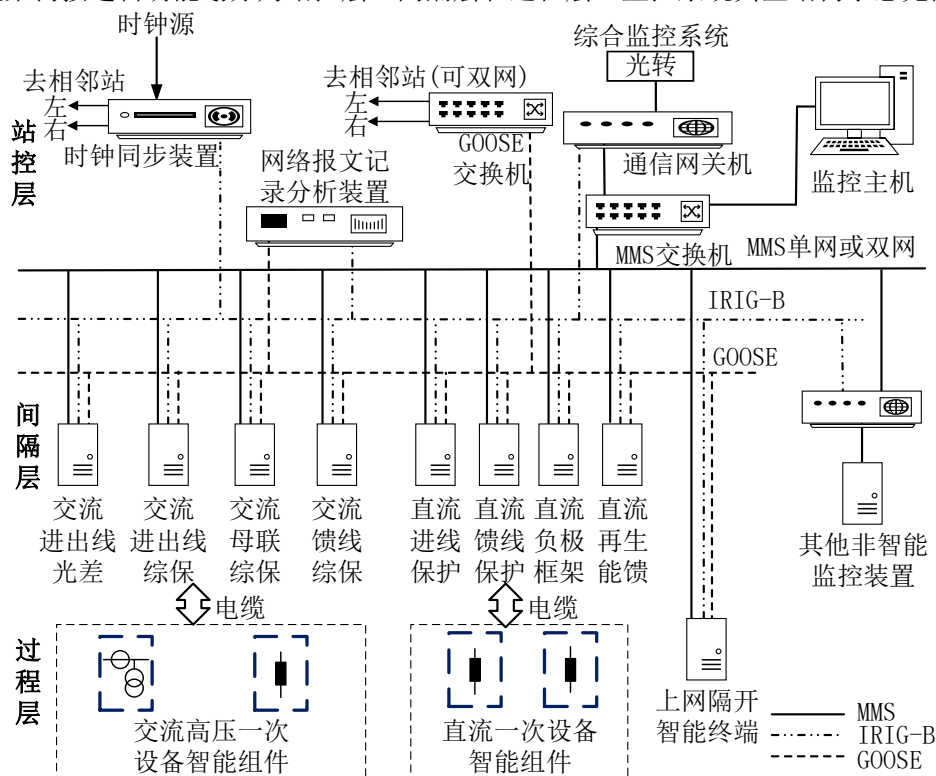 时钟源
去相邻站
左
右
时钟同步装置
站控层
网络报文记
录分析装置
去相邻站(可双网)
左
右
GOOSE
交换机
综合监控系统
光转
通信网关机
监控主机
MMS交换机
MMS单网或双网
IRIG-B
GOOSE
间隔层
交流
进出线
光差
交流
进出线
综保
交流
母联
综保
交流
馈线
综保
直流
进线
保护
直流
馈线
保护
直流
负极
框架
直流
再生
能馈
其他非智能
监控装置
电缆
电缆
过程层
交流高压一次
设备智能组件
直流一次设备
智能组件
上网隔开
智能终端
MMS
IRIG-B
GOOSE